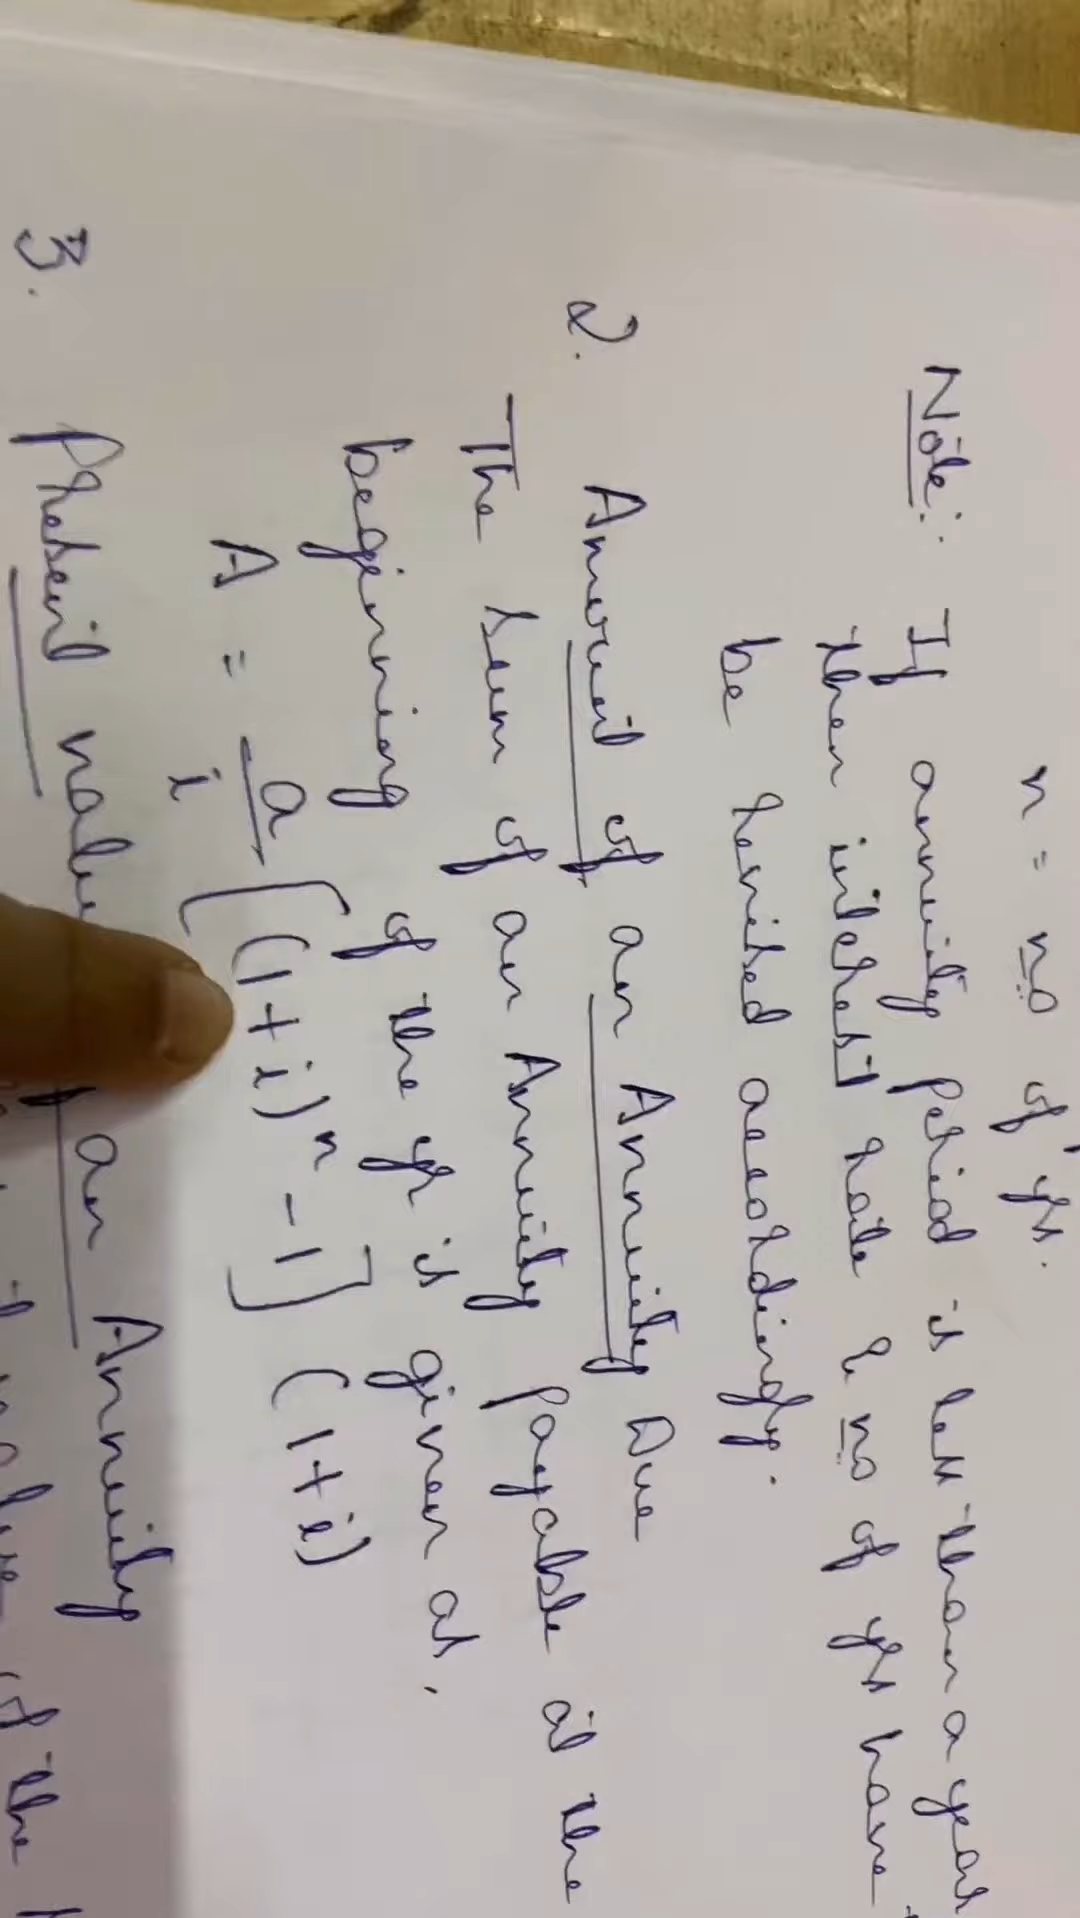 n = no of yrs.
Note: If annuity period is less than a year
then interest rate & no of yrs have
be revised accordingly.
2. Amount of an Annuity Due
The sum of an Annuity payable at the
beginning of the yr is given as,
A = a/i [(1+i)^n - 1] (1+i)
3. Present value an Annuity
of the